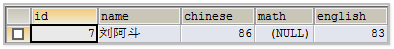 id name chinese math english
7 刘阿斗 86 (NULL) 83